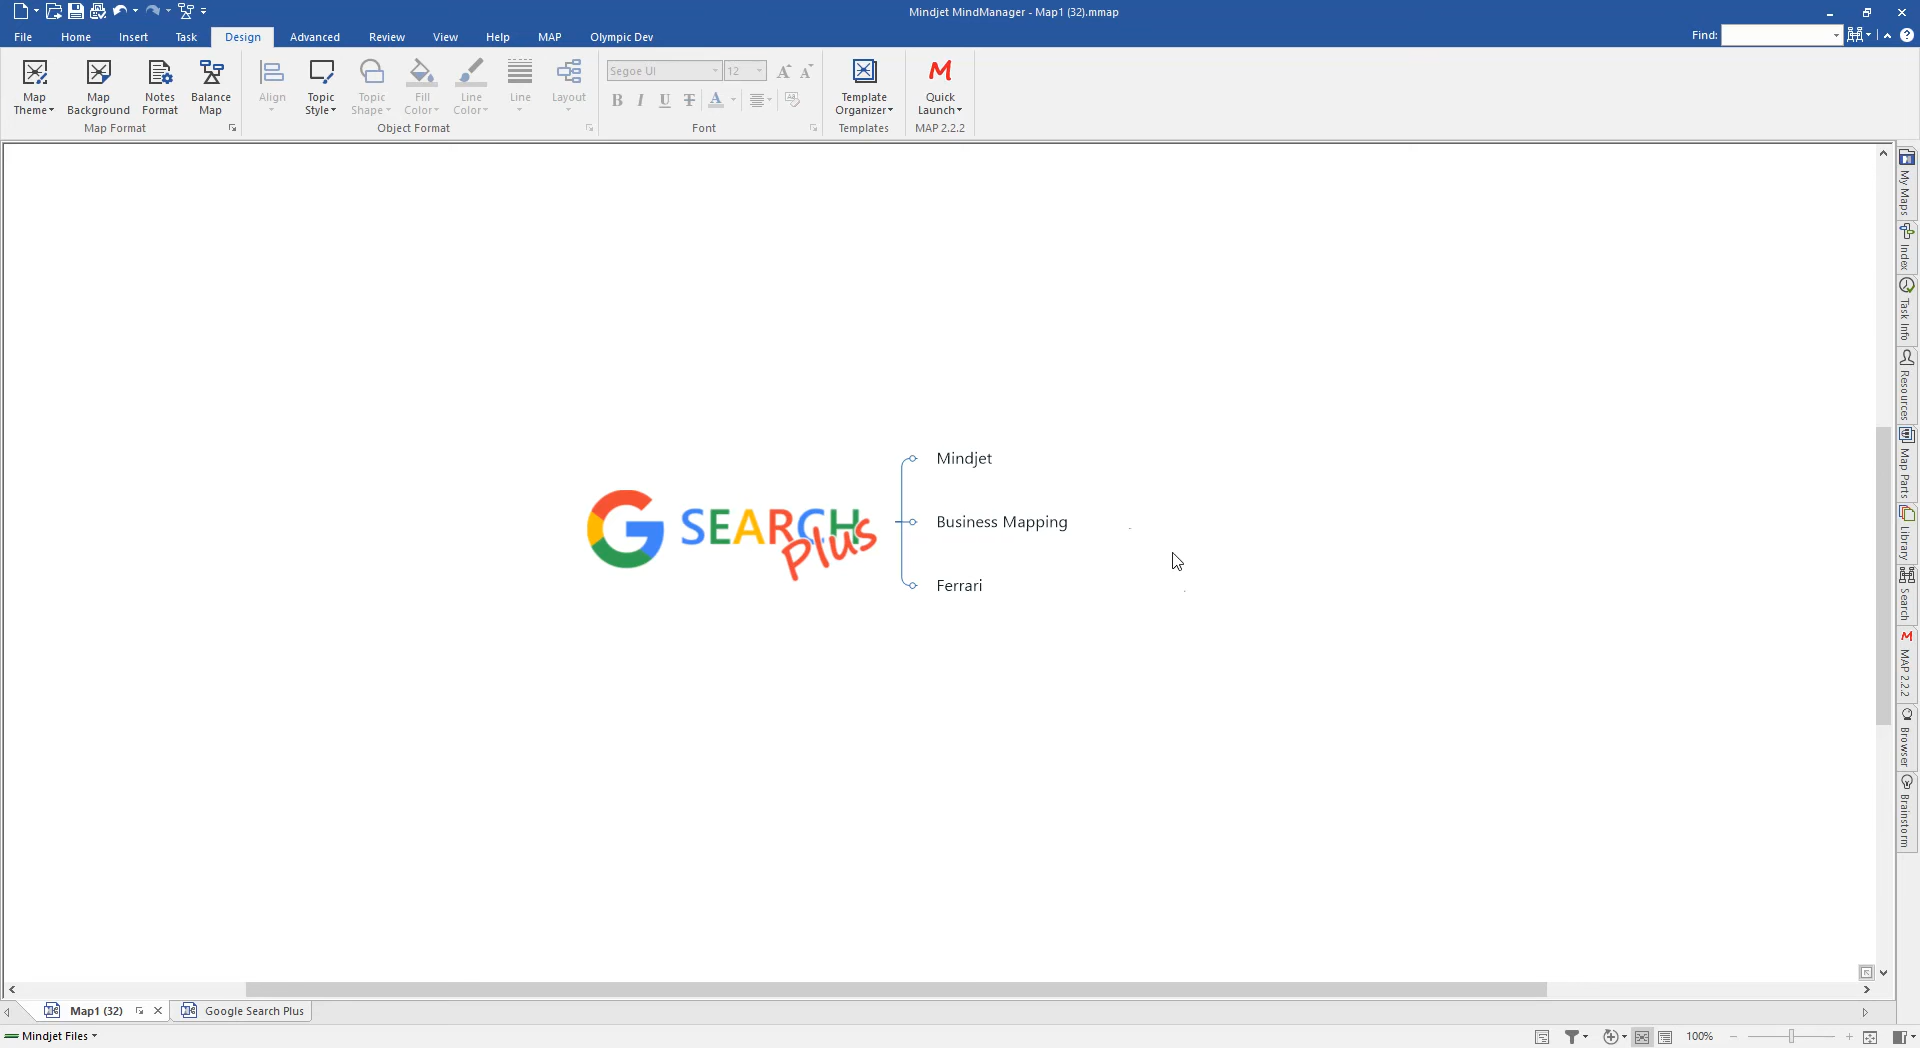 Mindjet MindManager - Map1 (32).mmap
File Home Insert Task Design Advanced Review View Help MAP Olympic Dev
Find:
Map Theme
Map Background
Notes Format
Balance Map
Align
Topic Style
Topic Shape
Fill Color
Line Color
Line
Layout
Segoe UI 12
B I U T A
Template Organizer
Quick Launch
Map Format
Object Format
Font
Templates
MAP 2.2.2
My Maps
Index
Task Info
Resources
Map Parts
Library
Search
MAP 2.2.2
Browser
Brainstorm
G SEARCH plus
Mindjet
Business Mapping
Ferrari
Map1 (32)
Google Search Plus
Mindjet Files
100%